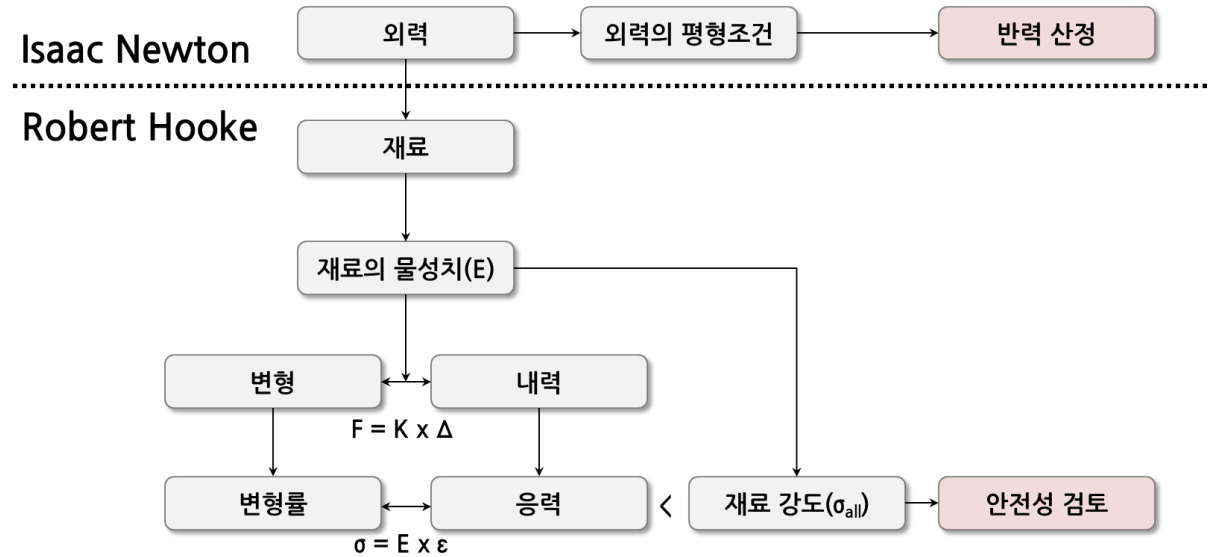 Isaac Newton
외력
외력의 평형조건
반력 산정
Robert Hooke
재료
재료의 물성치(E)
변형
내력
F = K x Δ
변형률
응력
<
재료 강도(σall)
안전성 검토
σ = E x ε